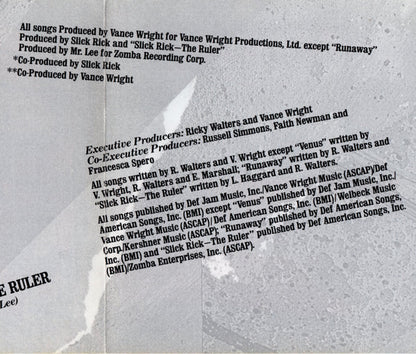 All songs Produced by Vance Wright for Vance Wright Productions, Ltd. except "Runaway"
Produced by Slick Rick and "Slick Rick—The Ruler"
Produced by Mr. Lee for Zomba Recording Corp.
*Co-Produced by Slick Rick
**Co-Produced by Vance Wright
Executive Producers: Ricky Walters and Vance Wright
Co-Executive Producers: Russell Simmons, Faith Newman and
Francesca Spero
All songs written by R. Walters and V. Wright except "Venus" written by
V. Wright, R. Walters and E. Marshall; "Runaway" written by R. Walters and
"Slick Rick—The Ruler" written by L. Haggard and R. Walters.
All songs published by Def Jam Music, Inc./Vance Wright Music (ASCAP)/Def
American Songs, Inc. (BMI) except "Venus" published by Def Jam Music, Inc./
Vance Wright Music (ASCAP)/Def American Songs, Inc. (BMI)/Welbeck Music
Corp./Kershner Music (ASCAP); "Runaway" published by Def American Songs,
Inc. (BMI) and "Slick Rick—The Ruler" published by Def American Songs, Inc.
(BMI)/Zomba Enterprises, Inc. (ASCAP).
E RULER
Lee)